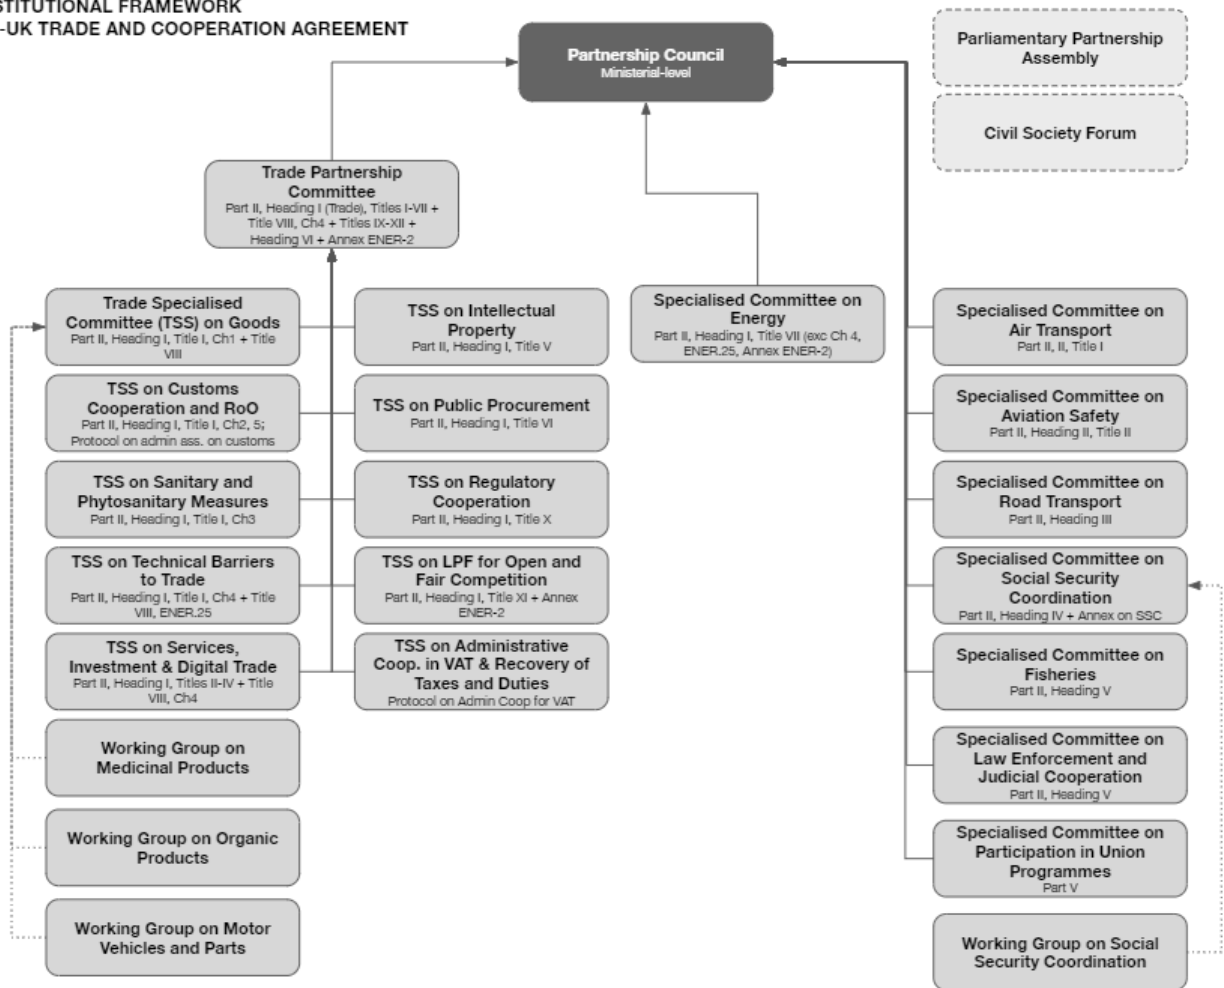 STITUTIONAL FRAMEWORK
-UK TRADE AND COOPERATION AGREEMENT
Partnership Council
Ministerial-level
Parliamentary Partnership
Assembly
Civil Society Forum
Trade Partnership
Committee
Part II, Heading I (Trade), Titles I-VII +
Title VIII, Ch4 + Titles IX-XII +
Heading VI + Annex ENER-2
Trade Specialised
Committee (TSS) on Goods
Part II, Heading I, Title I, Ch1 + Title
VIII
TSS on Customs
Cooperation and RoO
Part II, Heading I, Title I, Ch2, 5;
Protocol on admin ass. on customs
TSS on Sanitary and
Phytosanitary Measures
Part II, Heading I, Title I, Ch3
TSS on Technical Barriers
to Trade
Part II, Heading I, Title I, Ch4 + Title
VIII, ENER.25
TSS on Services,
Investment & Digital Trade
Part II, Heading I, Titles II-IV + Title
VIII, Ch4
Working Group on
Medicinal Products
Working Group on Organic
Products
Working Group on Motor
Vehicles and Parts
TSS on Intellectual
Property
Part II, Heading I, Title V
TSS on Public Procurement
Part II, Heading I, Title VI
TSS on Regulatory
Cooperation
Part II, Heading I, Title X
TSS on LPF for Open and
Fair Competition
Part II, Heading I, Title XI + Annex
ENER-2
TSS on Administrative
Coop. in VAT & Recovery of
Taxes and Duties
Protocol on Admin Coop for VAT
Specialised Committee on
Energy
Part II, Heading I, Title VII (exc Ch 4,
ENER.25, Annex ENER-2)
Specialised Committee on
Air Transport
Part II, II, Title I
Specialised Committee on
Aviation Safety
Part II, Heading II, Title II
Specialised Committee on
Road Transport
Part II, Heading III
Specialised Committee on
Social Security
Coordination
Part II, Heading IV + Annex on SSC
Specialised Committee on
Fisheries
Part II, Heading V
Specialised Committee on
Law Enforcement and
Judicial Cooperation
Part II, Heading V
Specialised Committee on
Participation in Union
Programmes
Part V
Working Group on Social
Security Coordination